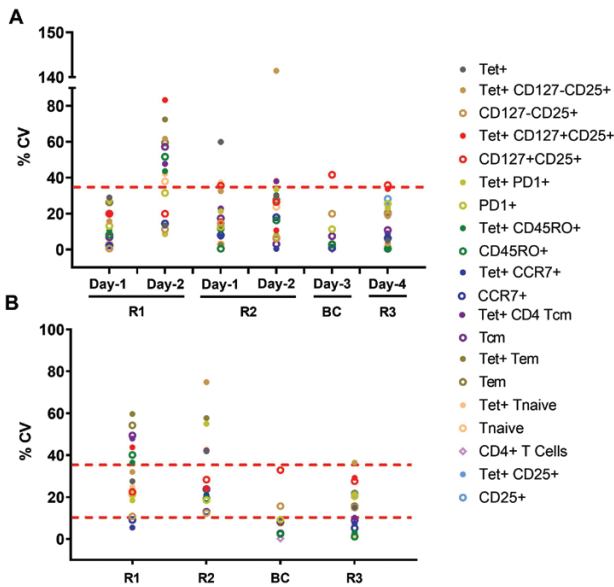 A
150
140
80
60
40
20
0
% CV
Day-1 Day-2 Day-1 Day-2 Day-3 Day-4
R1 R2 BC R3
B
100
80
60
40
20
0
% CV
R1 R2 BC R3
Tet+
Tet+ CD127-CD25+
CD127-CD25+
Tet+ CD127+CD25+
CD127+CD25+
Tet+ PD1+
PD1+
Tet+ CD45RO+
CD45RO+
Tet+ CCR7+
CCR7+
Tet+ CD4 Tcm
Tcm
Tet+ Tem
Tem
Tet+ Tnaive
Tnaive
CD4+ T Cells
Tet+ CD25+
CD25+